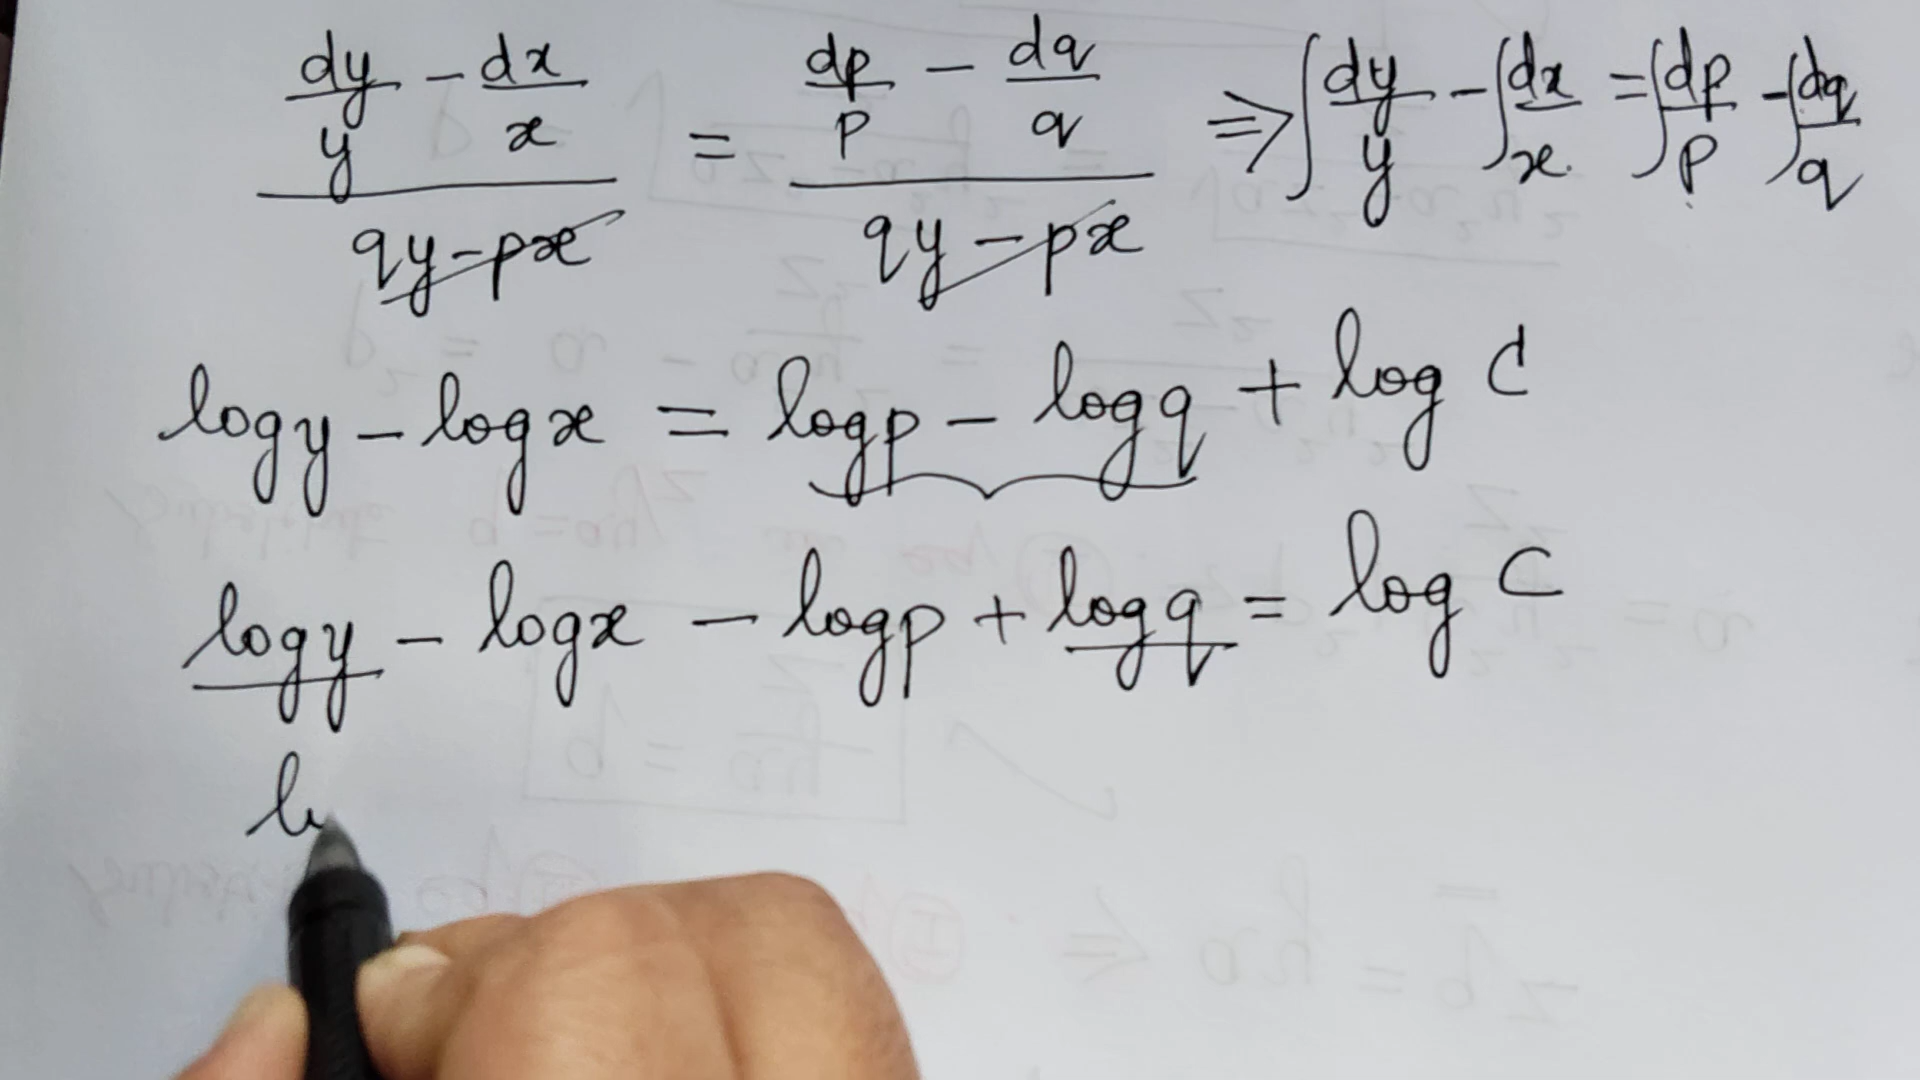 dy/y - dx/x / qy - px = dp/p - dq/q / qy - px ⇒ ∫dy/y - ∫dx/x = ∫dp/p - ∫dq/q
log y - log x = log p - log q + log C
log y - log x - log p + log q = log C